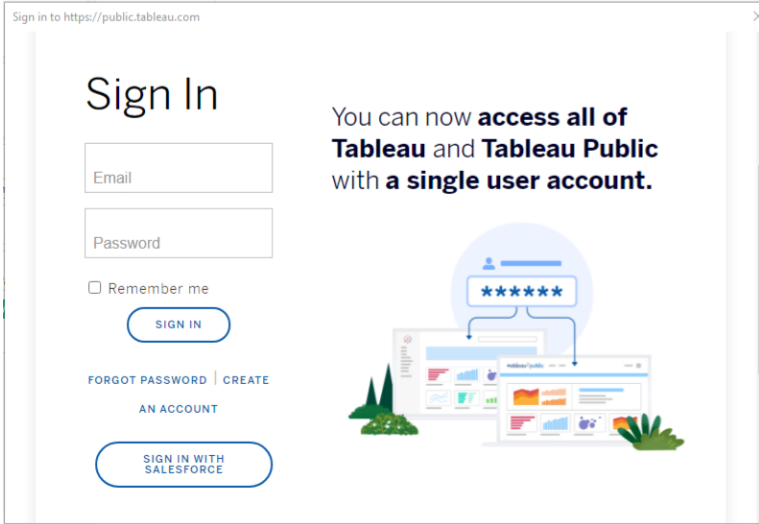 Sign in to https://public.tableau.com
Sign In
Email
Password
Remember me
SIGN IN
FORGOT PASSWORD | CREATE
AN ACCOUNT
SIGN IN WITH
SALESFORCE
You can now access all of
Tableau and Tableau Public
with a single user account.
******
+tableau+public